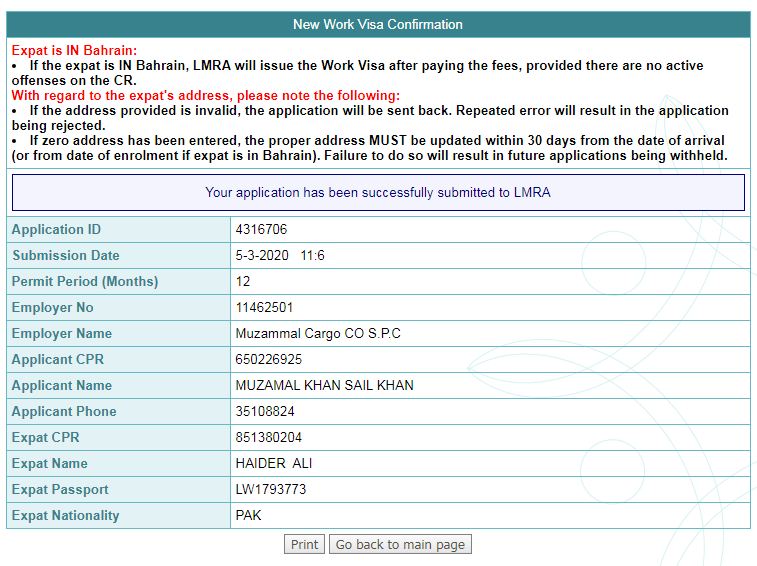 New Work Visa Confirmation
Expat is IN Bahrain:
• If the expat is IN Bahrain, LMRA will issue the Work Visa after paying the fees, provided there are no active
offenses on the CR.
With regard to the expat's address, please note the following:
• If the address provided is invalid, the application will be sent back. Repeated error will result in the application
being rejected.
• If zero address has been entered, the proper address MUST be updated within 30 days from the date of arrival
(or from date of enrolment if expat is in Bahrain). Failure to do so will result in future applications being withheld.
Your application has been successfully submitted to LMRA
Application ID 4316706
Submission Date 5-3-2020 11:6
Permit Period (Months) 12
Employer No 11462501
Employer Name Muzammal Cargo CO S.P.C
Applicant CPR 650226925
Applicant Name MUZAMAL KHAN SAIL KHAN
Applicant Phone 35108824
Expat CPR 851380204
Expat Name HAIDER ALI
Expat Passport LW1793773
Expat Nationality PAK
Print Go back to main page